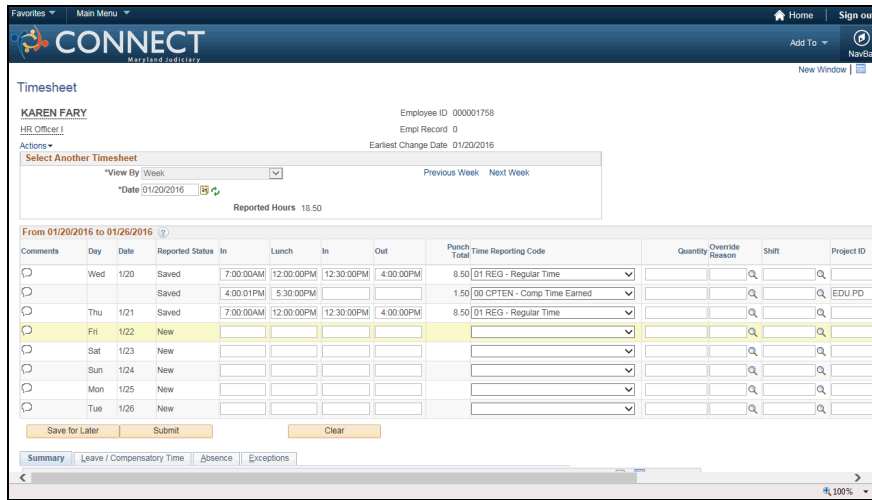 Favorites Main Menu Home Sign ou
CONNECT Add To
Maryland Judiciary NavBa
New Window
Timesheet
KAREN FARY Employee ID 000001758
HR Officer I Empl Record 0
Actions Earliest Change Date 01/20/2016
Select Another Timesheet
*View By Week Previous Week Next Week
*Date 01/20/2016
Reported Hours 18.50
From 01/20/2016 to 01/26/2016 ?
Comments Day Date Reported Status In Lunch In Out Punch Total Time Reporting Code Quantity Override Reason Shift Project ID
Wed 1/20 Saved 7:00:00AM 12:00:00PM 12:30:00PM 4:00:00PM 8.50 01 REG - Regular Time
Saved 4:00:01PM 5:30:00PM 1.50 00 CPTEN - Comp Time Earned EDU.PD
Thu 1/21 Saved 7:00:00AM 12:00:00PM 12:30:00PM 4:00:00PM 8.50 01 REG - Regular Time
Fri 1/22 New
Sat 1/23 New
Sun 1/24 New
Mon 1/25 New
Tue 1/26 New
Save for Later Submit Clear
Summary Leave / Compensatory Time Absence Exceptions
100%